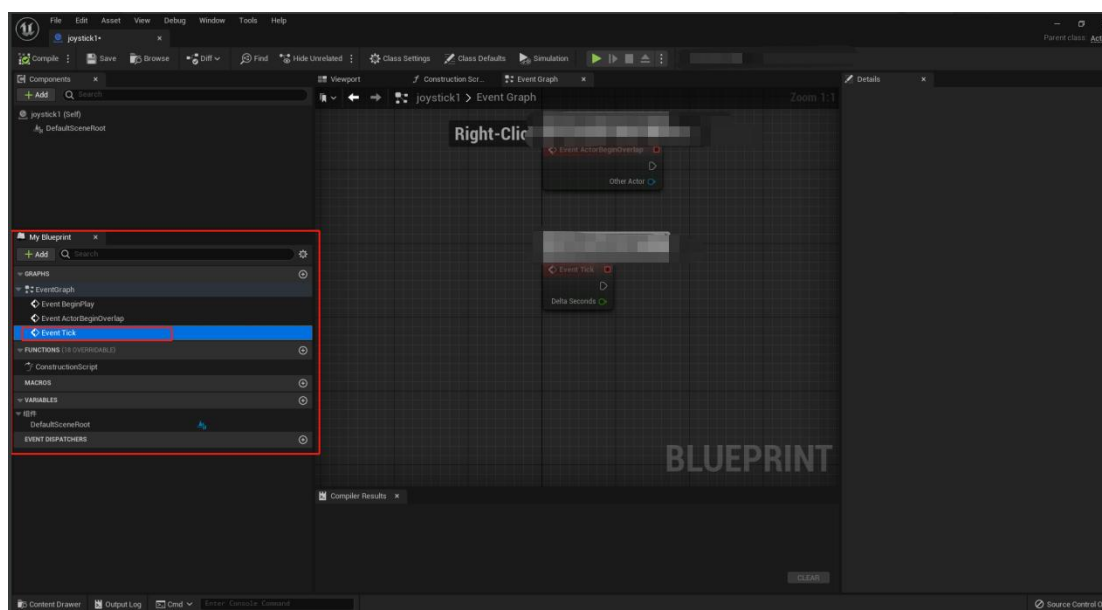 File Edit Asset View Debug Window Tools Help
joystick1•
Parent class: Act
Compile Save Browse Diff Find Hide Unrelated Class Settings Class Defaults Simulation
Components
Viewport Construction Scr... Event Graph
Details
+ Add Search
joystick1 > Event Graph Zoom 1:1
joystick1 (Self)
DefaultSceneRoot
Right-Clic
Event ActorBeginOverlap
Other Actor
My Blueprint
+ Add Search
GRAPHS
EventGraph
Event BeginPlay
Event ActorBeginOverlap
Event Tick
FUNCTIONS (18 OVERRIDABLE)
ConstructionScript
MACROS
VARIABLES
组件
DefaultSceneRoot
EVENT DISPATCHERS
Event Tick
Delta Seconds
BLUEPRINT
Compiler Results
CLEAR
Content Drawer Output Log Cmd Enter Console Command
Source Control O